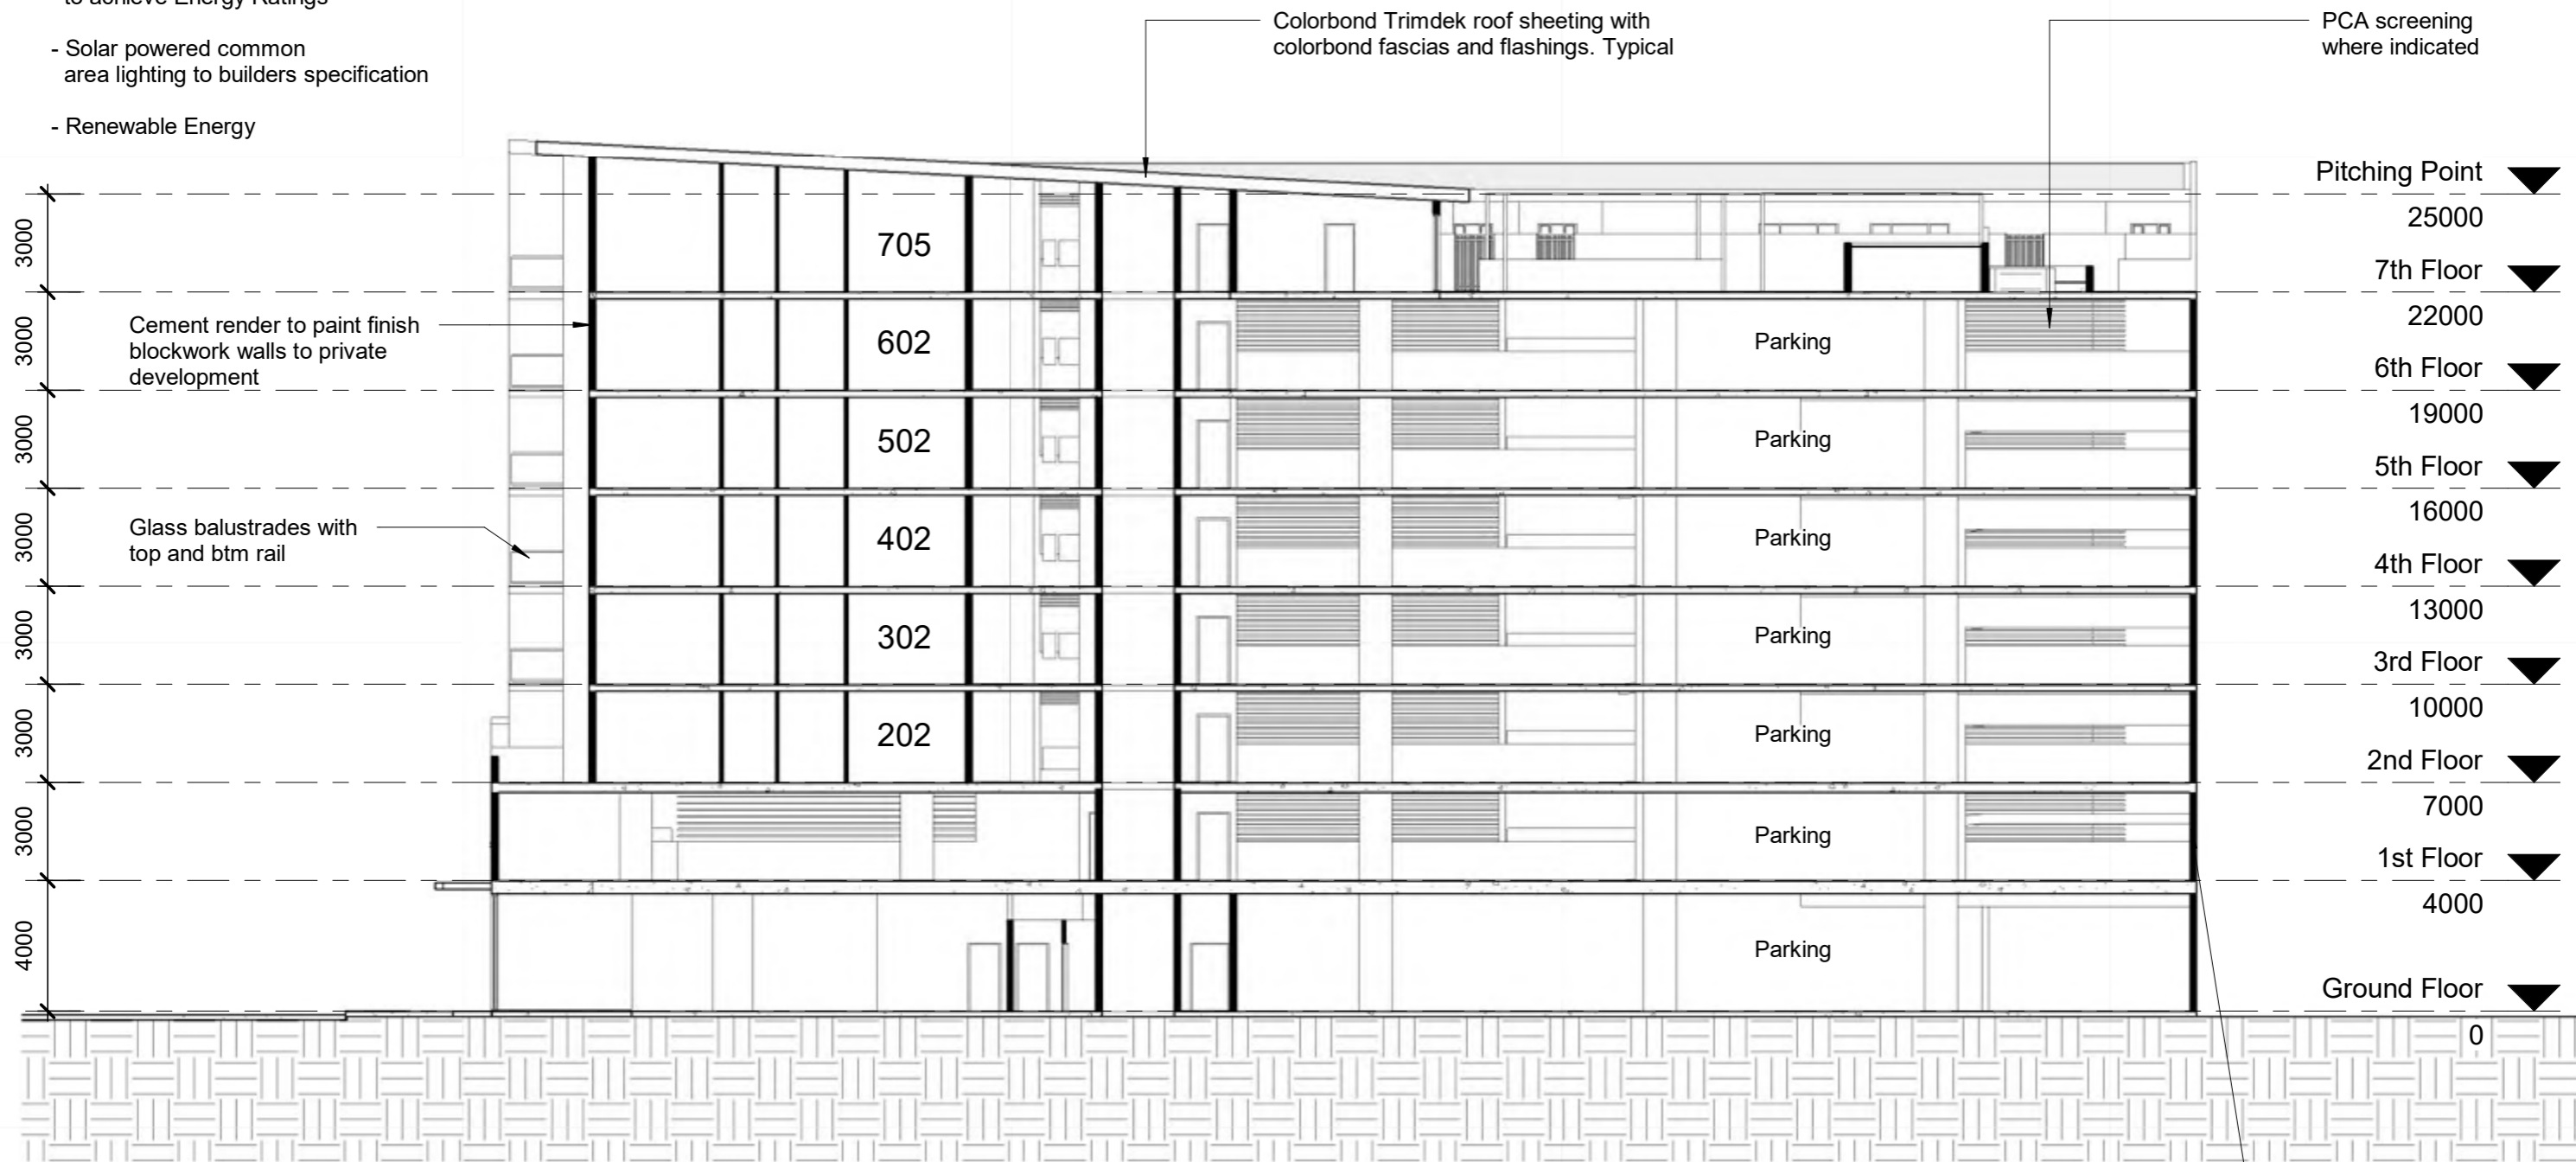 to achieve Energy Ratings
- Solar powered common
area lighting to builders specification
- Renewable Energy
Colorbond Trimdek roof sheeting with
colorbond fascias and flashings. Typical
PCA screening
where indicated
Cement render to paint finish
blockwork walls to private
development
Glass balustrades with
top and btm rail
3000
3000
3000
3000
3000
3000
3000
4000
705
602
502
402
302
202
Parking
Parking
Parking
Parking
Parking
Parking
Parking
Pitching Point
25000
7th Floor
22000
6th Floor
19000
5th Floor
16000
4th Floor
13000
3rd Floor
10000
2nd Floor
7000
1st Floor
4000
Ground Floor
0